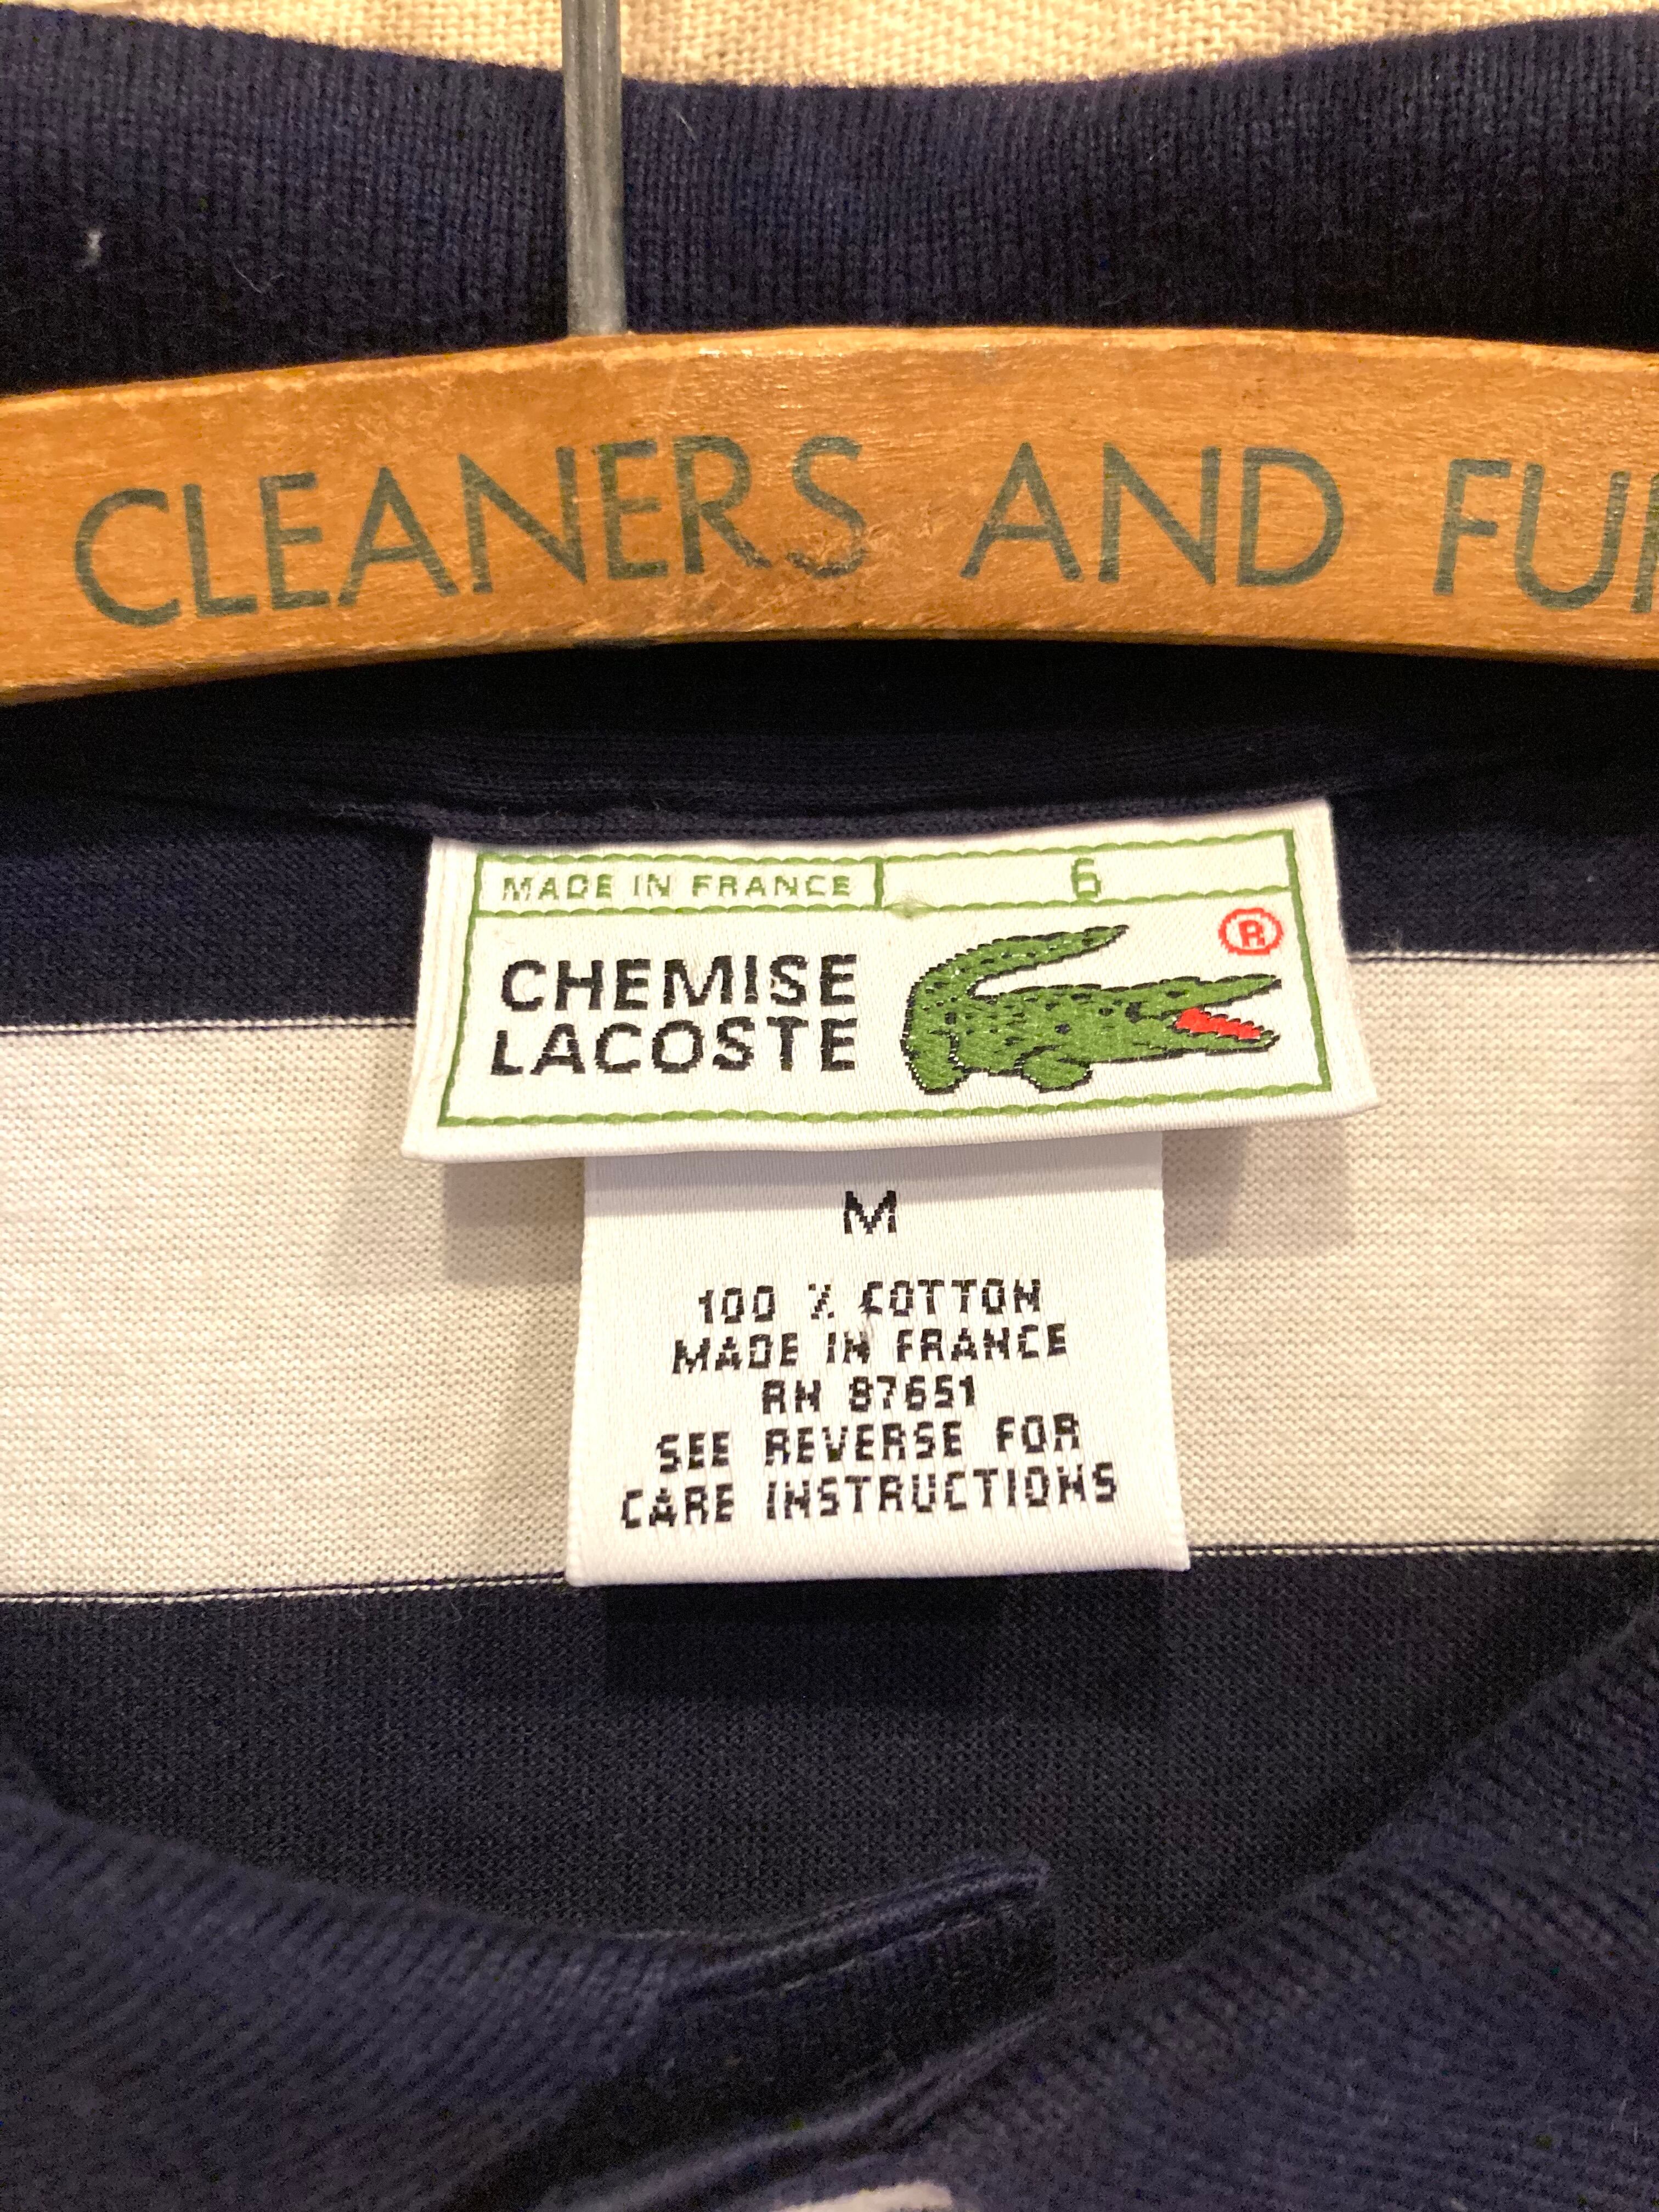 CLEANERS AND FU
MADE IN FRANCE 6
CHEMISE
LACOSTE
®
M
100 % COTTON
MADE IN FRANCE
RN 87651
SEE REVERSE FOR
CARE INSTRUCTIONS